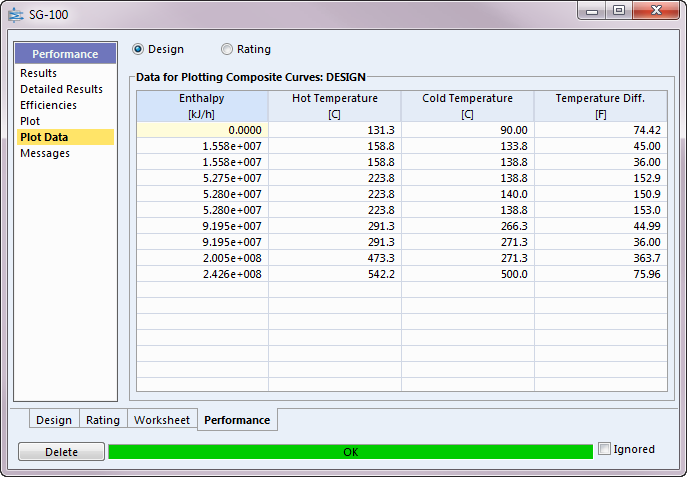 SG-100
Performance
Results
Detailed Results
Efficiencies
Plot
Plot Data
Messages
Design Rating
Data for Plotting Composite Curves: DESIGN
Enthalpy Hot Temperature Cold Temperature Temperature Diff.
[kJ/h] [C] [C] [F]
0.0000 131.3 90.00 74.42
1.558e+007 158.8 133.8 45.00
1.558e+007 158.8 138.8 36.00
5.275e+007 223.8 138.8 152.9
5.280e+007 223.8 140.0 150.9
5.280e+007 223.8 138.8 153.0
9.195e+007 291.3 266.3 44.99
9.195e+007 291.3 271.3 36.00
2.005e+008 473.3 271.3 363.7
2.426e+008 542.2 500.0 75.96
Design Rating Worksheet Performance
Delete OK Ignored